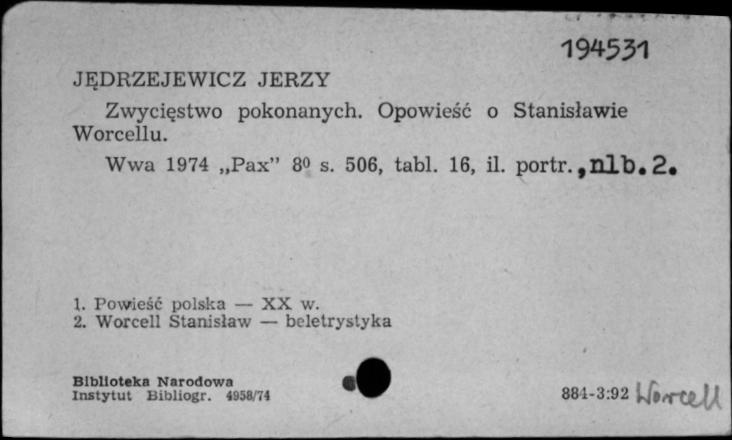 194531
JĘDRZEJEWICZ JERZY
Zwycięstwo pokonanych. Opowieść o Stanisławie
Worcellu.
Wwa 1974 „Pax” 8⁰ s. 506, tabl. 16, il. portr., nlb. 2.
1. Powieść polska — XX w.
2. Worcell Stanisław — beletrystyka
Biblioteka Narodowa
Instytut Bibliogr. 4958/74
884-3:92 Worcell